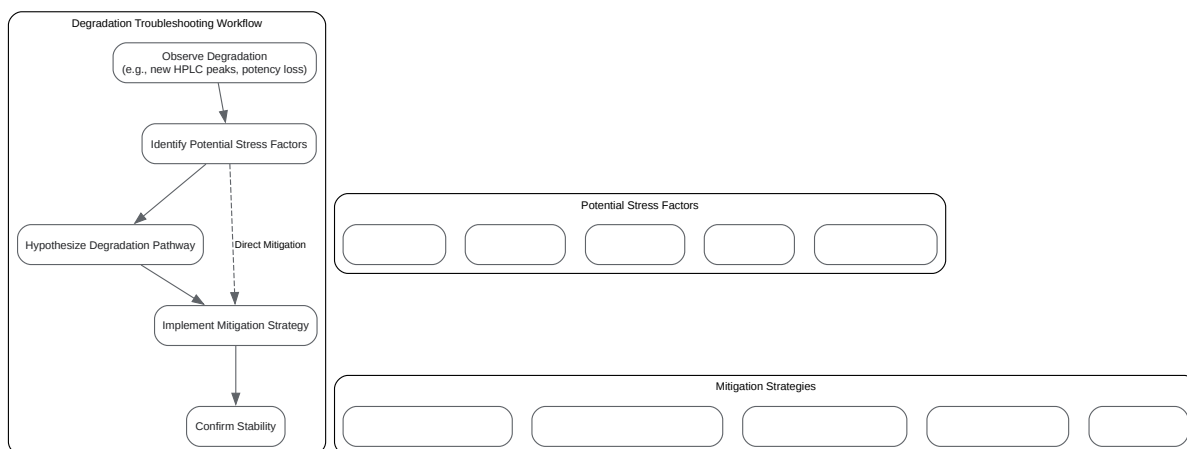 Degradation Troubleshooting Workflow
Observe Degradation
(e.g., new HPLC peaks, potency loss)
Identify Potential Stress Factors
Hypothesize Degradation Pathway
Direct Mitigation
Implement Mitigation Strategy
Confirm Stability
Potential Stress Factors
Mitigation Strategies